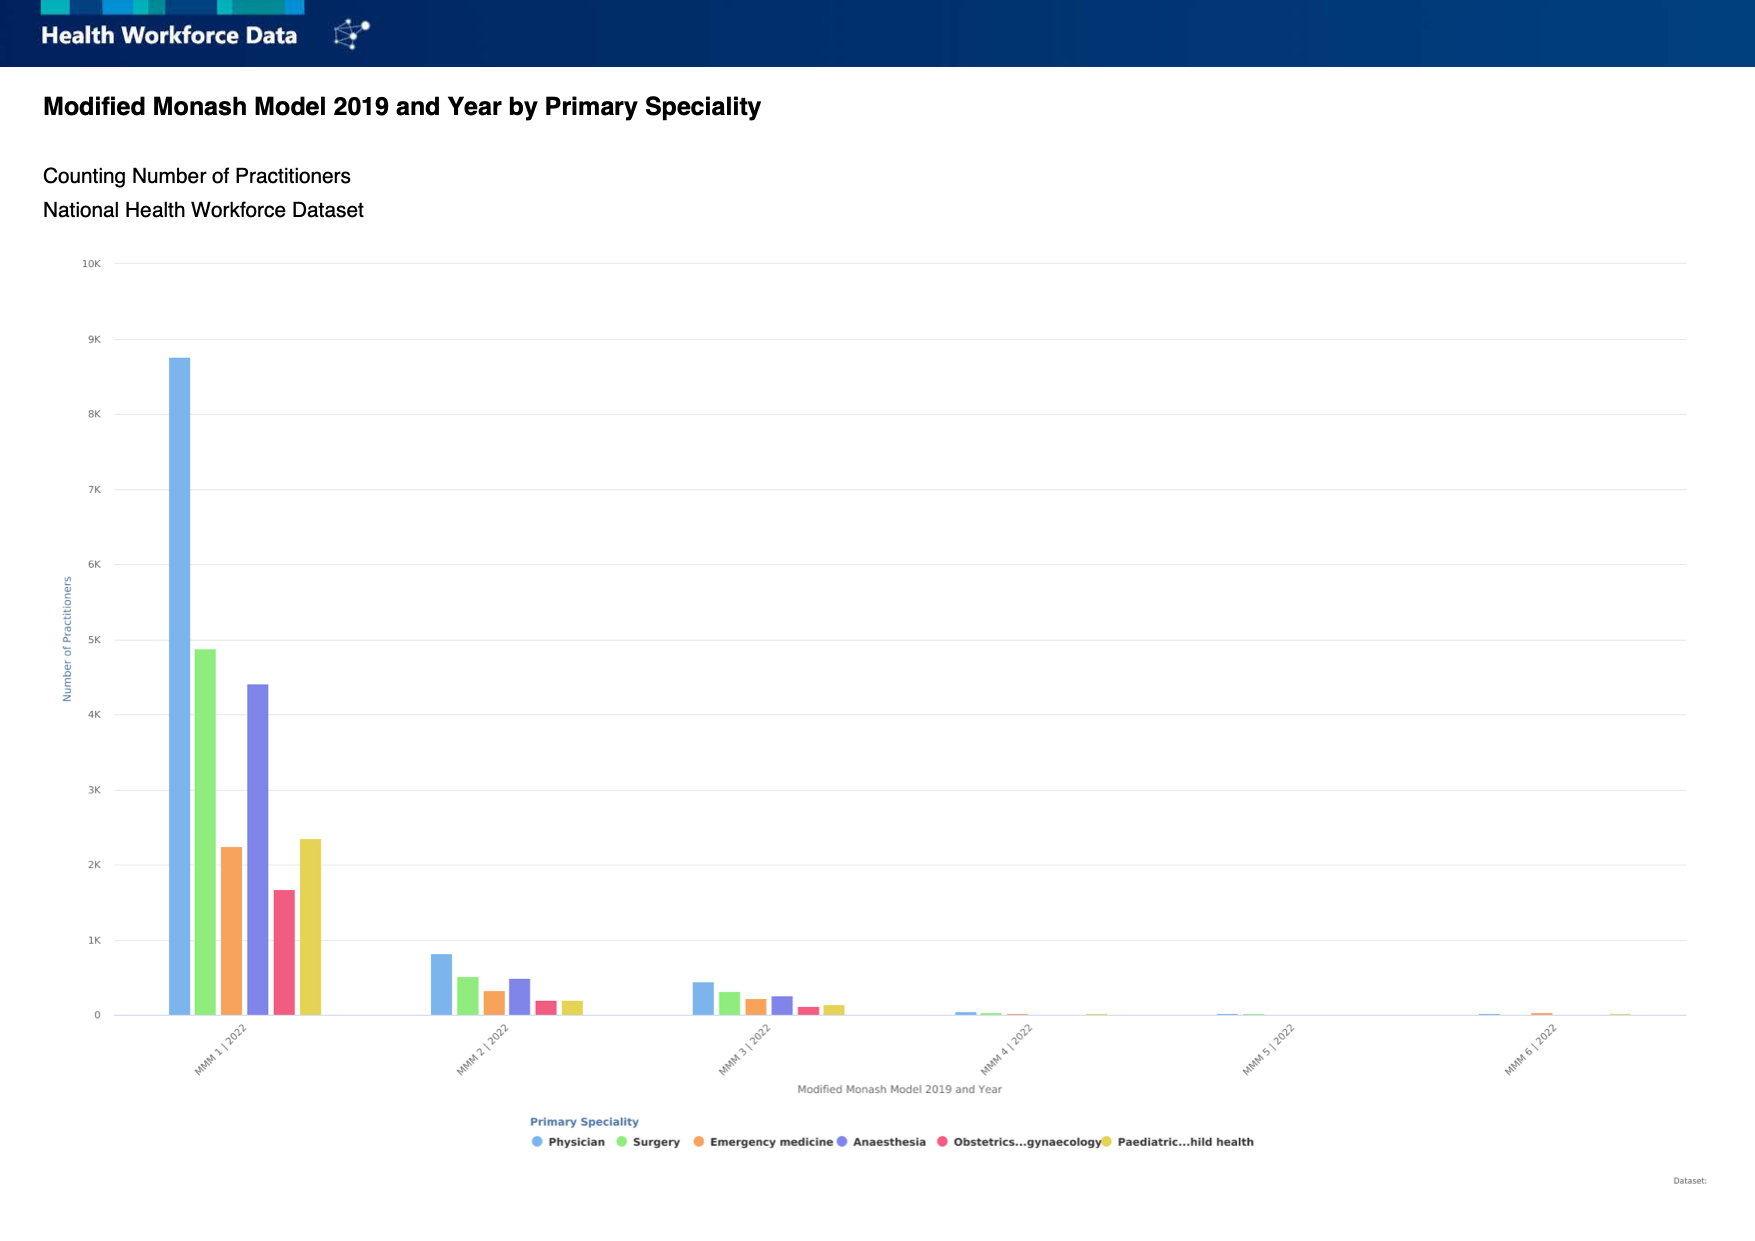 Health Workforce Data
Modified Monash Model 2019 and Year by Primary Speciality
Counting Number of Practitioners
National Health Workforce Dataset
10K
9K
8K
7K
6K
5K
4K
3K
2K
1K
0
Number of Practitioners
MMM 1 | 2022
MMM 2 | 2022
MMM 3 | 2022
MMM 4 | 2022
MMM 5 | 2022
MMM 6 | 2022
Modified Monash Model 2019 and Year
Primary Speciality
Physician Surgery Emergency medicine Anaesthesia Obstetrics...gynaecology Paediatric...hild health
Dataset: